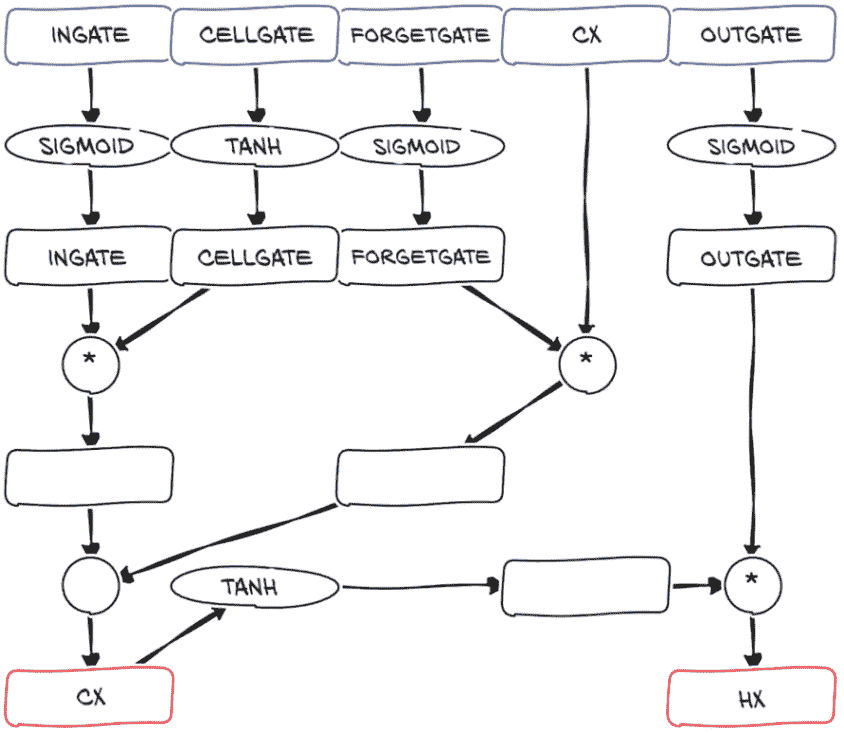 INGATE
CELLGATE
FORGETGATE
CX
OUTGATE
SIGMOID
TANH
SIGMOID
SIGMOID
INGATE
CELLGATE
FORGETGATE
OUTGATE
*
*
TANH
*
CX
HX